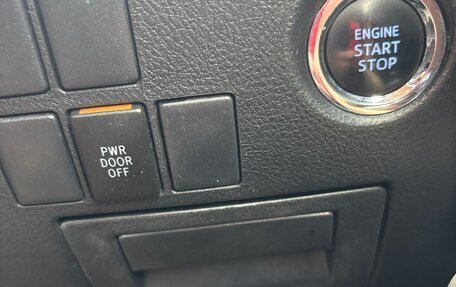 ENGINE
START
STOP
PWR
DOOR
OFF